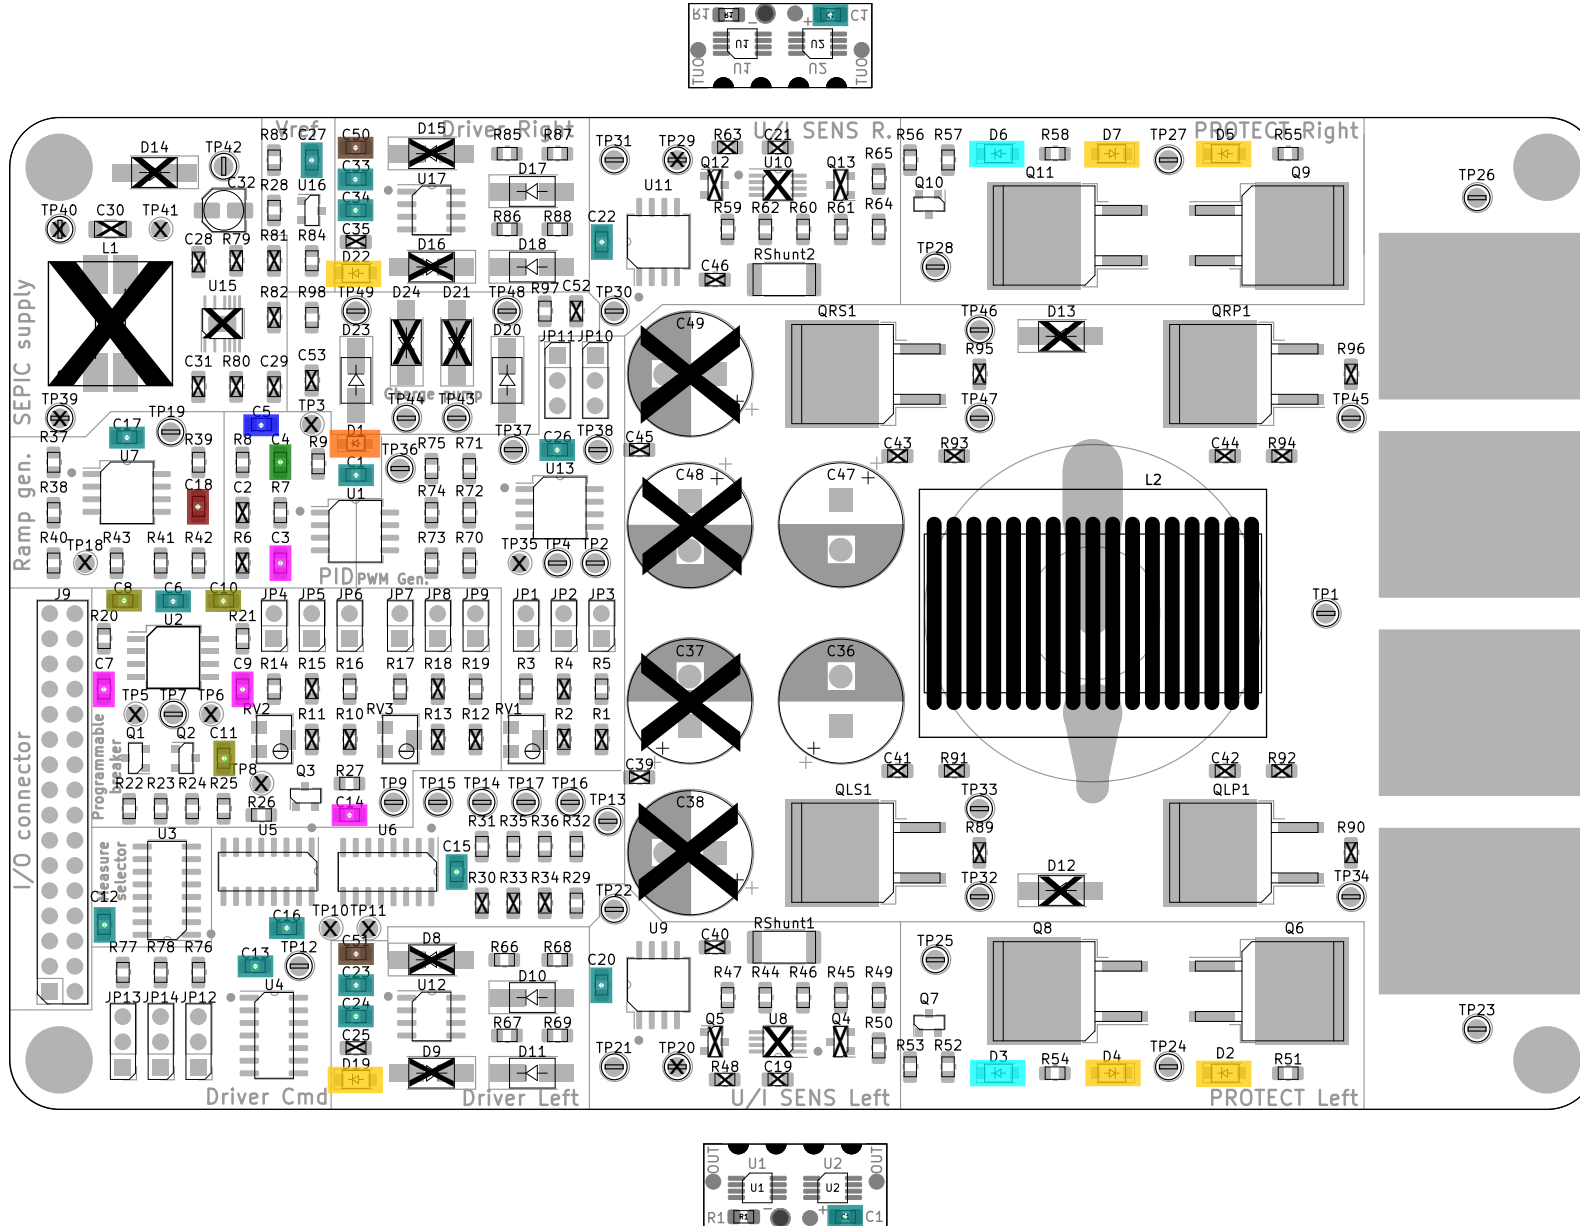 R1 − + C1
U1 U2
U1 U2
OUT OUT
Vref Driver Right U/I SENS R. PROTECT Right
D14 TP42 R83 C27 C50 D15 R85 R87 TP31 TP29 R63 C21 R56 R57 D6 R58 D7 TP27 D5 R55
C33 U17 D17 Q12 U10 Q13 R65 Q10 Q11 Q9 TP26
C32 R28 U16 C34 U11
TP40 C30 TP41 C35 R86 R88 C22 R59 R62 R60 R61 R64
L1 C28 R79 R81 R84 D22 D16 D18 RShunt2 TP28
SEPIC supply
U15 R82 R98 TP49 D24 D21 TP48 R97 C52 TP30 C46
D23 D20 JP11 JP10 C49 QRS1 TP46 D13 QRP1
C31 R80 C29 C53 R95 R96
Charge pump
TP39 C17 TP19 C5 TP3 TP44 TP43 TP37 C26 TP38 C45 TP47 TP45
R37 U7 R39 R8 C4 R9 D1 TP36 R75 R71 C43 R93 C44 R94
Ramp gen.
C1 U13 C48 C47 L2
R38 C18 C2 R7 U1 R74 R72
R40 TP18 R43 R41 R42 R6 C3 R73 R70 TP35 TP4 TP2
PID PWM Gen.
J9 C8 C6 C10 JP4 JP5 JP6 JP7 JP8 JP9 JP1 JP2 JP3 TP1
R20 U2 R21
C7 C9 R14 R15 R16 R17 R18 R19 R3 R4 R5 C37 C36
TP5 TP7 TP6 RV2 R11 R10 RV3 R13 R12 RV1 R2 R1
I/O connector
Programmable
breaker
Q1 Q2 C11 TP8 Q3 R27 C39 C41 R91 C42 R92
R22 R23 R24 R25 R26 C14 TP9 TP15 TP14 TP17 TP16 TP13 C38 QLS1 TP33 QLP1
U3 U5 U6 R31 R35 R36 R32 R89 R90
Measure
selector
C15 D12
C12 R30 R33 R34 R29 TP22 TP32 TP34
C16 TP10 TP11 U9 RShunt1
R77 R78 R76 C13 TP12 C51 D8 R66 R68 C40 TP25 Q8 Q6
U4 C23 U12 D10 C20 R47 R44 R46 R45 R49
JP13 JP14 JP12 C24 R67 R69 Q5 U8 Q4 R50 Q7 TP23
C25 D9 D11 TP21 TP20 R53 R52 D3 R54 D4 TP24 D2 R51
D19 R48 C19
Driver Cmd Driver Left U/I SENS Left PROTECT Left
OUT OUT
U1 U2
U1 U2
R1 − + C1